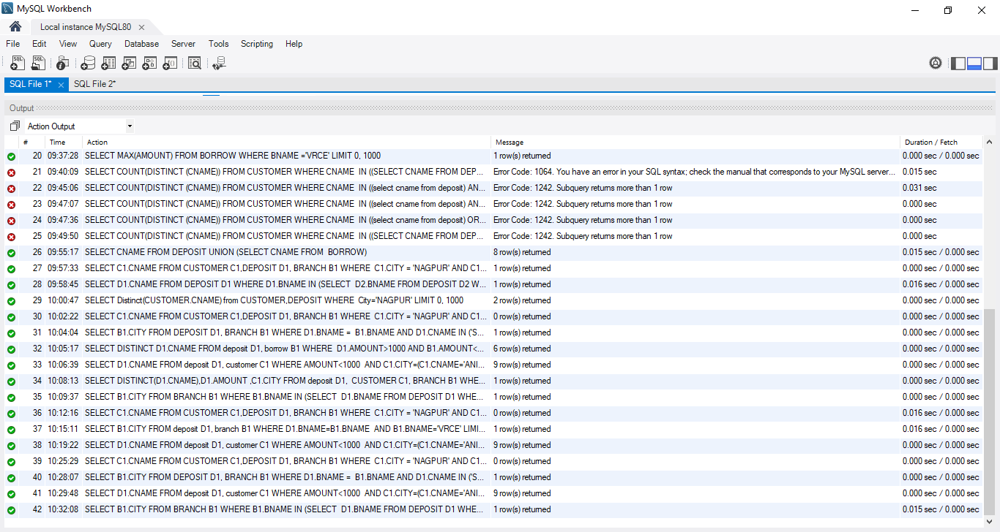 MySQL Workbench
Local instance MySQL80
File Edit View Query Database Server Tools Scripting Help
SQL File 1* SQL File 2*
Output
Action Output
# Time Action Message Duration / Fetch
20 09:37:28 SELECT MAX(AMOUNT) FROM BORROW WHERE BNAME ='VRCE' LIMIT 0, 1000 1 row(s) returned 0.000 sec / 0.000 sec
21 09:40:09 SELECT COUNT(DISTINCT (CNAME)) FROM CUSTOMER WHERE CNAME IN ((SELECT CNAME FROM DEP... Error Code: 1064. You have an error in your SQL syntax; check the manual that corresponds to your MySQL server... 0.015 sec
22 09:45:06 SELECT COUNT(DISTINCT (CNAME)) FROM CUSTOMER WHERE CNAME IN ((select cname from deposit) AN... Error Code: 1242. Subquery returns more than 1 row 0.031 sec
23 09:47:07 SELECT COUNT(DISTINCT (CNAME)) FROM CUSTOMER WHERE CNAME IN ((select cname from deposit) AN... Error Code: 1242. Subquery returns more than 1 row 0.000 sec
24 09:47:36 SELECT COUNT(DISTINCT (CNAME)) FROM CUSTOMER WHERE CNAME IN ((select cname from deposit) OR... Error Code: 1242. Subquery returns more than 1 row 0.000 sec
25 09:49:50 SELECT COUNT(DISTINCT (CNAME)) FROM CUSTOMER WHERE CNAME IN ((SELECT CNAME FROM DEP... Error Code: 1242. Subquery returns more than 1 row 0.000 sec
26 09:55:17 SELECT CNAME FROM DEPOSIT UNION (SELECT CNAME FROM BORROW) 8 row(s) returned 0.015 sec / 0.000 sec
27 09:57:33 SELECT C1.CNAME FROM CUSTOMER C1,DEPOSIT D1, BRANCH B1 WHERE C1.CITY = 'NAGPUR' AND C1... 1 row(s) returned 0.000 sec / 0.000 sec
28 09:58:45 SELECT D1.CNAME FROM DEPOSIT D1 WHERE D1.BNAME IN (SELECT D2.BNAME FROM DEPOSIT D2 W... 1 row(s) returned 0.016 sec / 0.000 sec
29 10:00:47 SELECT Distinct(CUSTOMER.CNAME) from CUSTOMER,DEPOSIT WHERE City='NAGPUR' LIMIT 0, 1000 2 row(s) returned 0.000 sec / 0.000 sec
30 10:02:22 SELECT C1.CNAME FROM CUSTOMER C1,DEPOSIT D1, BRANCH B1 WHERE C1.CITY = 'NAGPUR' AND C1... 0 row(s) returned 0.000 sec / 0.000 sec
31 10:04:04 SELECT B1.CITY FROM DEPOSIT D1, BRANCH B1 WHERE D1.BNAME = B1.BNAME AND D1.CNAME IN ('S... 1 row(s) returned 0.000 sec / 0.000 sec
32 10:05:17 SELECT DISTINCT D1.CNAME FROM deposit D1, borrow B1 WHERE D1.AMOUNT>1000 AND B1.AMOUNT<... 6 row(s) returned 0.000 sec / 0.000 sec
33 10:06:39 SELECT D1.CNAME FROM deposit D1, customer C1 WHERE AMOUNT<1000 AND C1.CITY=(C1.CNAME='ANI... 9 row(s) returned 0.000 sec / 0.000 sec
34 10:08:13 SELECT DISTINCT(D1.CNAME),D1.AMOUNT ,C1.CITY FROM deposit D1, CUSTOMER C1, BRANCH B1 WHE... 1 row(s) returned 0.000 sec / 0.000 sec
35 10:09:37 SELECT B1.CITY FROM BRANCH B1 WHERE B1.BNAME IN (SELECT D1.BNAME FROM DEPOSIT D1 WHE... 1 row(s) returned 0.000 sec / 0.000 sec
36 10:12:16 SELECT C1.CNAME FROM CUSTOMER C1,DEPOSIT D1, BRANCH B1 WHERE C1.CITY = 'NAGPUR' AND C1... 0 row(s) returned 0.016 sec / 0.000 sec
37 10:15:11 SELECT B1.CITY FROM deposit D1, branch B1 WHERE D1.BNAME=B1.BNAME AND B1.BNAME='VRCE' LIMI... 1 row(s) returned 0.016 sec / 0.000 sec
38 10:19:22 SELECT D1.CNAME FROM deposit D1, customer C1 WHERE AMOUNT<1000 AND C1.CITY=(C1.CNAME='ANI... 9 row(s) returned 0.000 sec / 0.000 sec
39 10:25:29 SELECT C1.CNAME FROM CUSTOMER C1,DEPOSIT D1, BRANCH B1 WHERE C1.CITY = 'NAGPUR' AND C1... 0 row(s) returned 0.000 sec / 0.000 sec
40 10:28:07 SELECT B1.CITY FROM DEPOSIT D1, BRANCH B1 WHERE D1.BNAME = B1.BNAME AND D1.CNAME IN ('S... 1 row(s) returned 0.000 sec / 0.000 sec
41 10:29:48 SELECT D1.CNAME FROM deposit D1, customer C1 WHERE AMOUNT<1000 AND C1.CITY=(C1.CNAME='ANI... 9 row(s) returned 0.000 sec / 0.000 sec
42 10:32:08 SELECT B1.CITY FROM BRANCH B1 WHERE B1.BNAME IN (SELECT D1.BNAME FROM DEPOSIT D1 WHE... 1 row(s) returned 0.015 sec / 0.000 sec